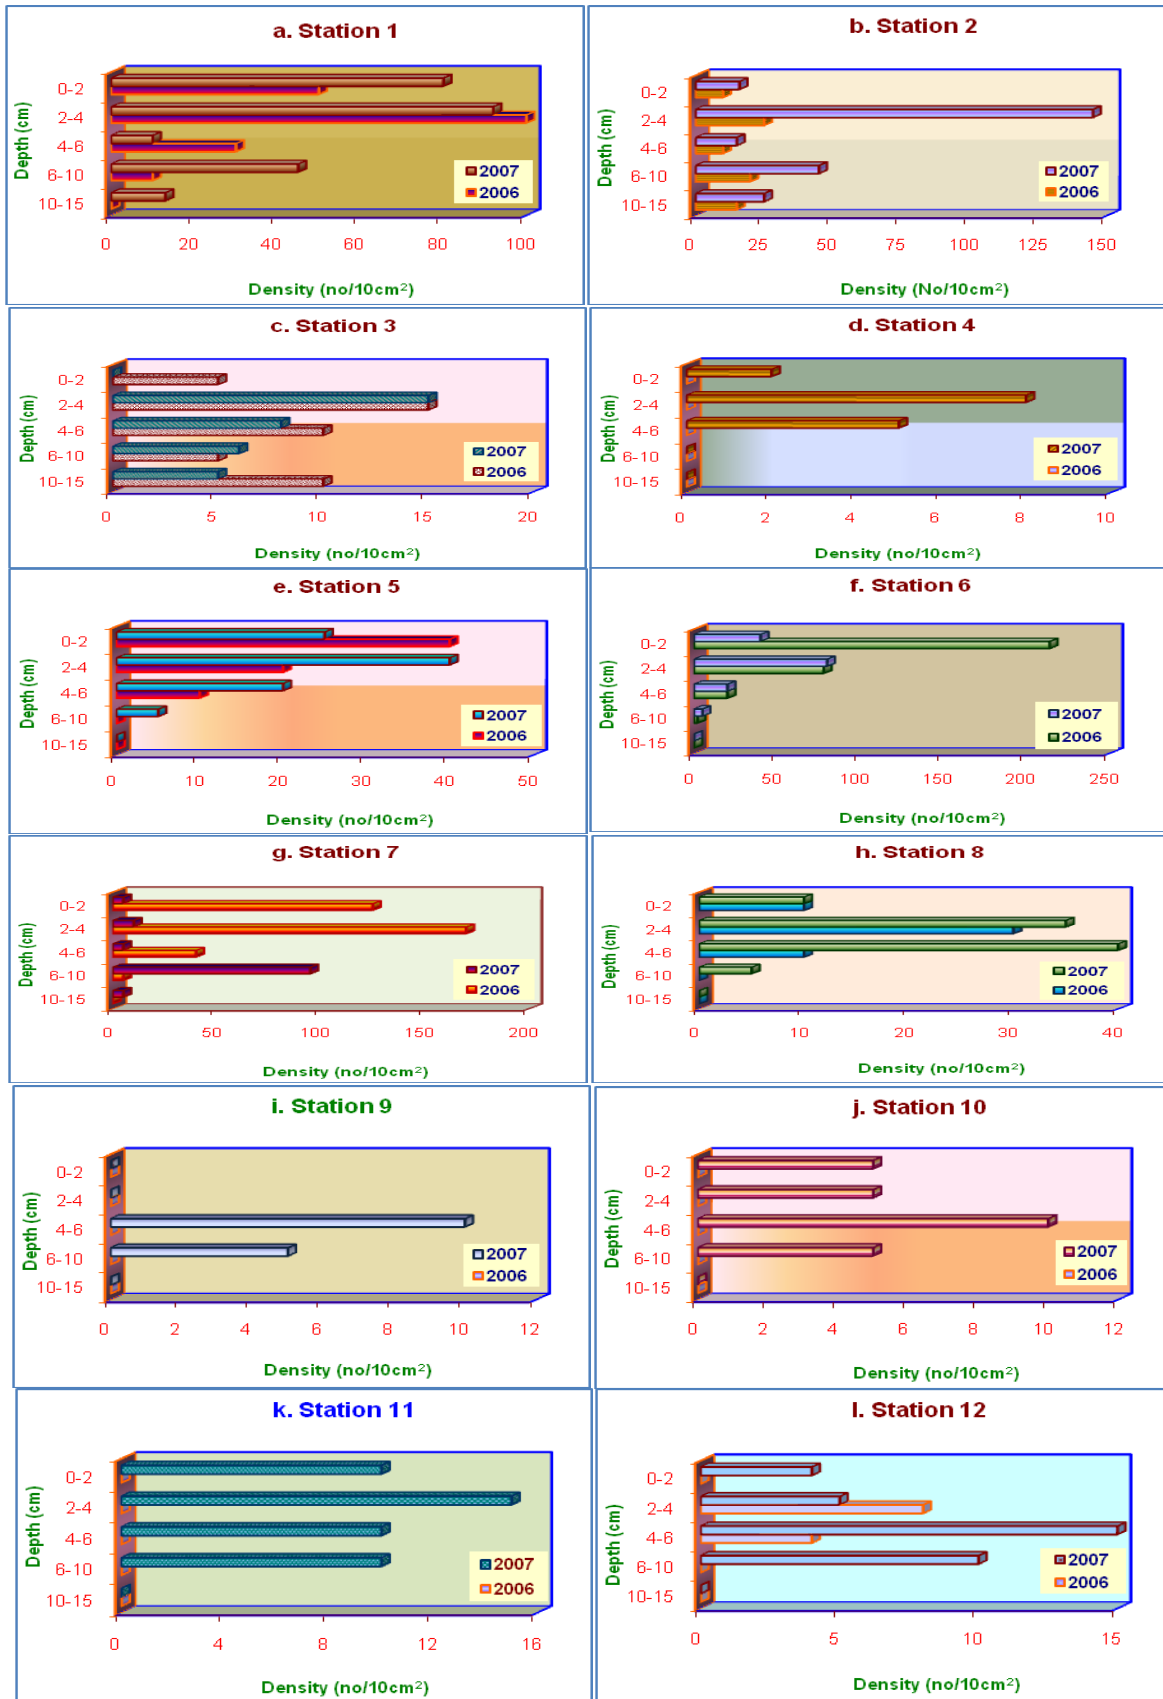 a. Station 1
Depth (cm)
0-2
2-4
4-6
6-10
10-15
2007
2006
0 20 40 60 80 100
Density (no/10cm²)
b. Station 2
Depth (cm)
0-2
2-4
4-6
6-10
10-15
2007
2006
0 25 50 75 100 125 150
Density (No/10cm²)
c. Station 3
Depth (cm)
0-2
2-4
4-6
6-10
10-15
2007
2006
0 5 10 15 20
Density (no/10cm²)
d. Station 4
Depth (cm)
0-2
2-4
4-6
6-10
10-15
2007
2006
0 2 4 6 8 10
Density (no/10cm²)
e. Station 5
Depth (cm)
0-2
2-4
4-6
6-10
10-15
2007
2006
0 10 20 30 40 50
Density (no/10cm²)
f. Station 6
Depth (cm)
0-2
2-4
4-6
6-10
10-15
2007
2006
0 50 100 150 200 250
Density (no/10cm²)
g. Station 7
Depth (cm)
0-2
2-4
4-6
6-10
10-15
2007
2006
0 50 100 150 200
Density (no/10cm²)
h. Station 8
Depth (cm)
0-2
2-4
4-6
6-10
10-15
2007
2006
0 10 20 30 40
Density (no/10cm²)
i. Station 9
Depth (cm)
0-2
2-4
4-6
6-10
10-15
2007
2006
0 2 4 6 8 10 12
Density (no/10cm²)
j. Station 10
Depth (cm)
0-2
2-4
4-6
6-10
10-15
2007
2006
0 2 4 6 8 10 12
Density (no/10cm²)
k. Station 11
Depth (cm)
0-2
2-4
4-6
6-10
10-15
2007
2006
0 4 8 12 16
Density (no/10cm²)
l. Station 12
Depth (cm)
0-2
2-4
4-6
6-10
10-15
2007
2006
0 5 10 15
Density (no/10cm²)